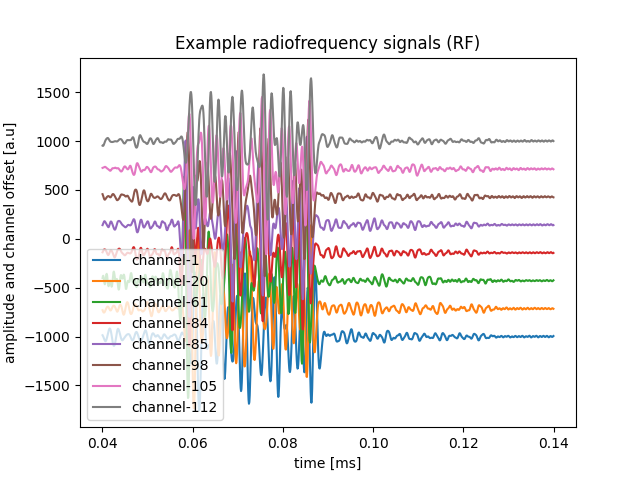 Example radiofrequency signals (RF)
amplitude and channel offset [a.u]
1500
1000
500
0
−500
−1000
−1500
channel-1
channel-20
channel-61
channel-84
channel-85
channel-98
channel-105
channel-112
0.04 0.06 0.08 0.10 0.12 0.14
time [ms]